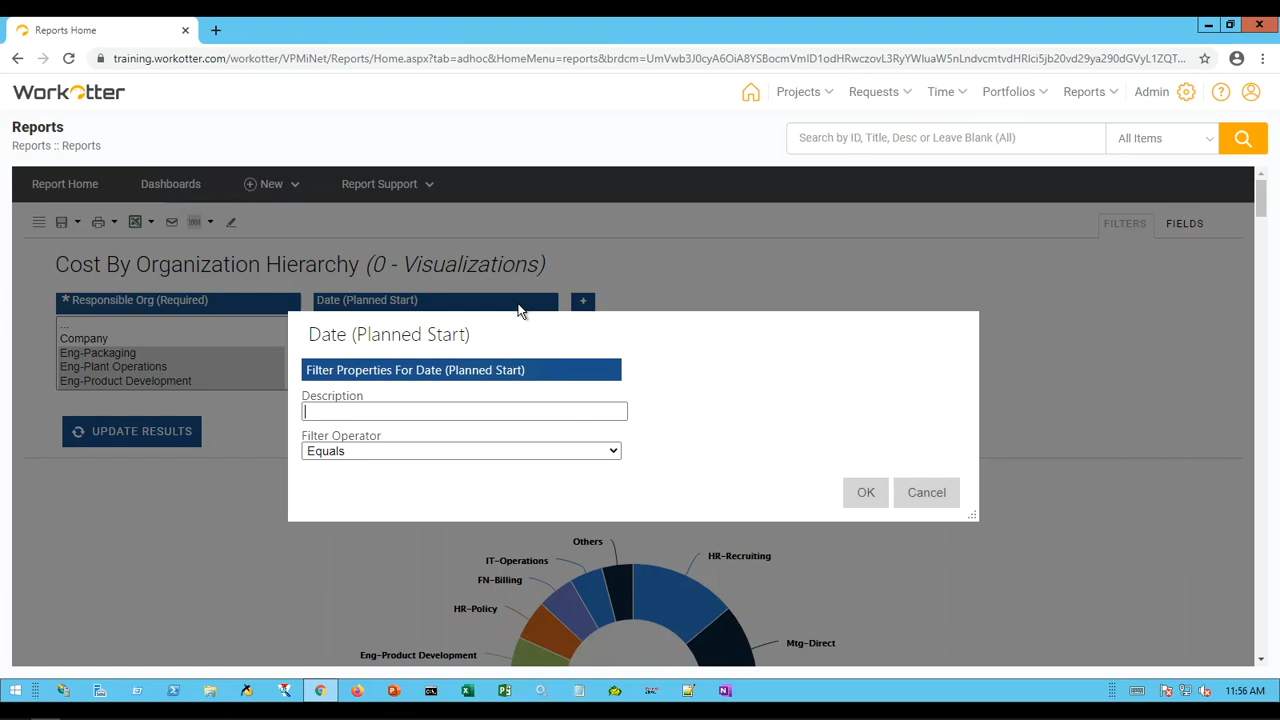 Reports Home
training.workotter.com/workotter/VPMiNet/Reports/Home.aspx?tab=adhoc&HomeMenu=reports&brdcm=
WorkOtter
Projects Requests Time Portfolios Reports Admin
Reports
Reports :: Reports
Search by ID, Title, Desc or Leave Blank (All) All Items
Report Home Dashboards New Report Support
FILTERS FIELDS
Cost By Organization Hierarchy (0 - Visualizations)
* Responsible Org (Required) Date (Planned Start) +
...
Company
Eng-Packaging
Eng-Plant Operations
Eng-Product Development
UPDATE RESULTS
Date (Planned Start)
Filter Properties For Date (Planned Start)
Description
Filter Operator
Equals
OK Cancel
Others
IT-Operations
HR-Recruiting
FN-Billing
HR-Policy
Mtg-Direct
Eng-Product Development
11:56 AM